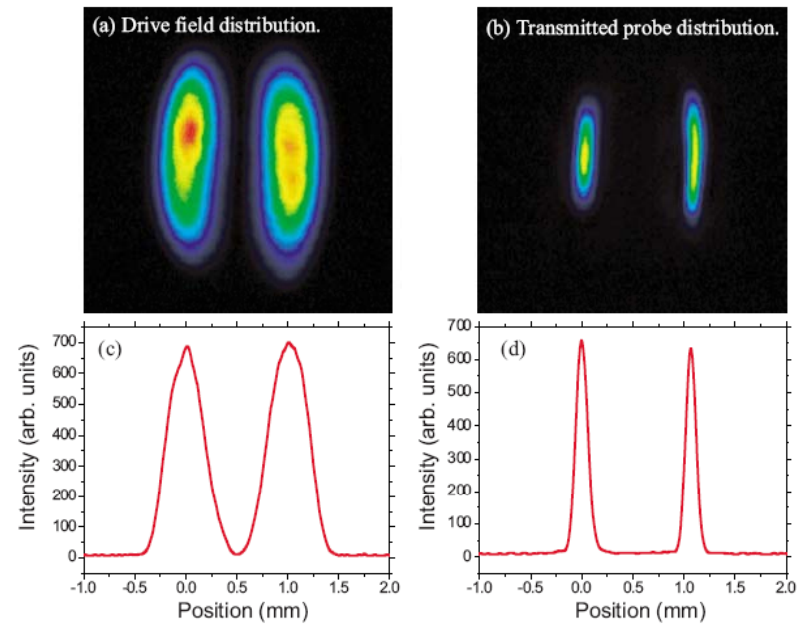 (a) Drive field distribution.
(b) Transmitted probe distribution.
(c)
700
600
500
400
300
200
100
0
Intensity (arb. units)
-1.0 -0.5 0.0 0.5 1.0 1.5 2.0
Position (mm)
(d)
700
600
500
400
300
200
100
0
Intensity (arb. units)
-1.0 -0.5 0.0 0.5 1.0 1.5 2.0
Position (mm)